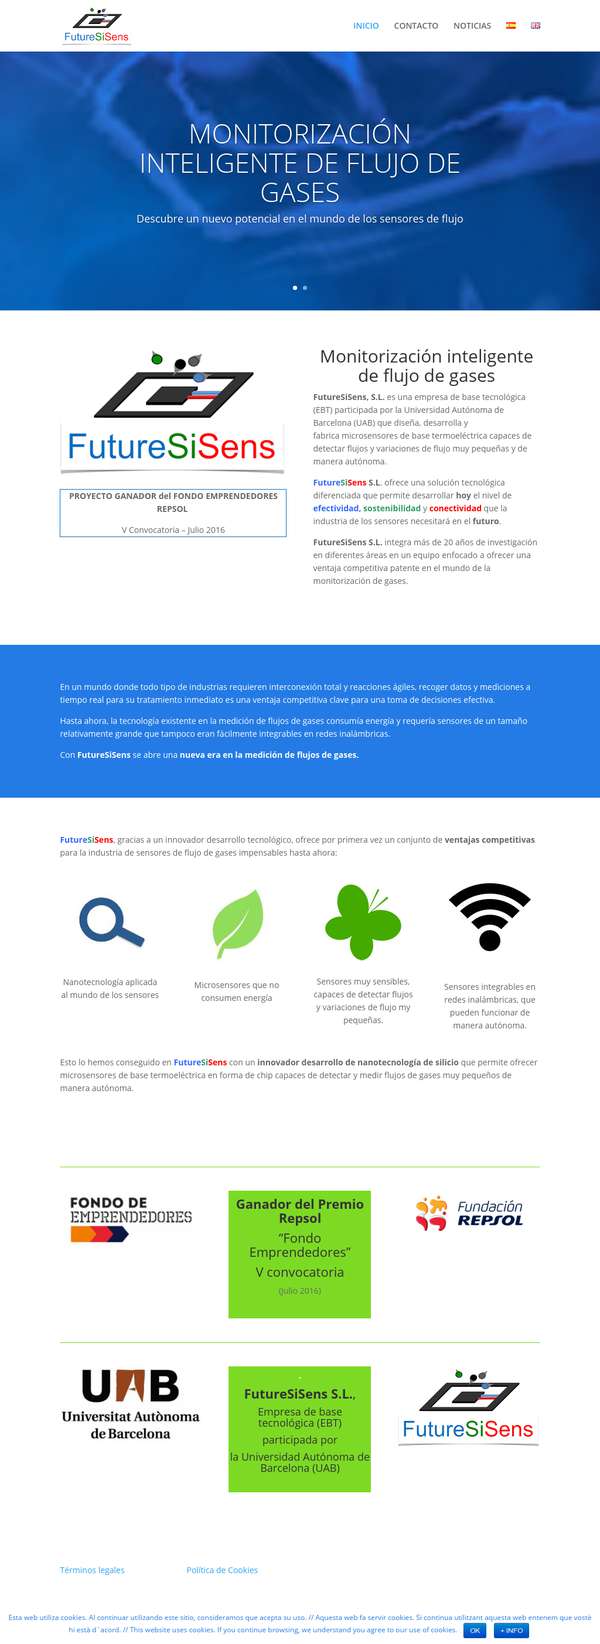 FutureSiSens
INICIO
CONTACTO
NOTICIAS
MONITORIZACIÓN
INTELIGENTE DE FLUJO DE
GASES
Descubre un nuevo potencial en el mundo de los sensores de flujo
FutureSiSens
PROYECTO GANADOR del FONDO EMPRENDEDORES
REPSOL
V Convocatoria – Julio 2016
Monitorización inteligente
de flujo de gases
FutureSiSens, S.L. es una empresa de base tecnológica
(EBT) participada por la Universidad Autónoma de
Barcelona (UAB) que diseña, desarrolla y
fabrica microsensores de base termoeléctrica capaces de
detectar flujos y variaciones de flujo muy pequeñas y de
manera autónoma.
FutureSiSens S.L. ofrece una solución tecnológica
diferenciada que permite desarrollar hoy el nivel de
efectividad, sostenibilidad y conectividad que la
industria de los sensores necesitará en el futuro.
FutureSiSens S.L. integra más de 20 años de investigación
en diferentes áreas en un equipo enfocado a ofrecer una
ventaja competitiva patente en el mundo de la
monitorización de gases.
En un mundo donde todo tipo de industrias requieren interconexión total y reacciones ágiles, recoger datos y mediciones a
tiempo real para su tratamiento inmediato es una ventaja competitiva clave para una toma de decisiones efectiva.
Hasta ahora, la tecnología existente en la medición de flujos de gases consumía energía y requería sensores de un tamaño
relativamente grande que tampoco eran fácilmente integrables en redes inalámbricas.
Con FutureSiSens se abre una nueva era en la medición de flujos de gases.
FutureSiSens, gracias a un innovador desarrollo tecnológico, ofrece por primera vez un conjunto de ventajas competitivas
para la industria de sensores de flujo de gases impensables hasta ahora:
Nanotecnología aplicada
al mundo de los sensores
Microsensores que no
consumen energía
Sensores muy sensibles,
capaces de detectar flujos
y variaciones de flujo my
pequeñas.
Sensores integrables en
redes inalámbricas, que
pueden funcionar de
manera autónoma.
Esto lo hemos conseguido en FutureSiSens con un innovador desarrollo de nanotecnología de silicio que permite ofrecer
microsensores de base termoeléctrica en forma de chip capaces de detectar y medir flujos de gases muy pequeños de
manera autónoma.
FONDO DE
EMPRENDEDORES
Ganador del Premio
Repsol
“Fondo
Emprendedores”
V convocatoria
(julio 2016)
Fundación
REPSOL
UAB
Universitat Autònoma
de Barcelona
.
FutureSiSens S.L.,
Empresa de base
tecnológica (EBT)
participada por
la Universidad Autónoma de
Barcelona (UAB)
FutureSiSens
Términos legales
Política de Cookies
Esta web utiliza cookies. Al continuar utilizando este sitio, consideramos que acepta su uso. // Aquesta web fa servir cookies. Si continua utilitzant aquesta web entenem que vostè
hi està d´acord. // This website uses cookies. If you continue browsing, we understand you agree to our use of cookies.
OK
+ INFO